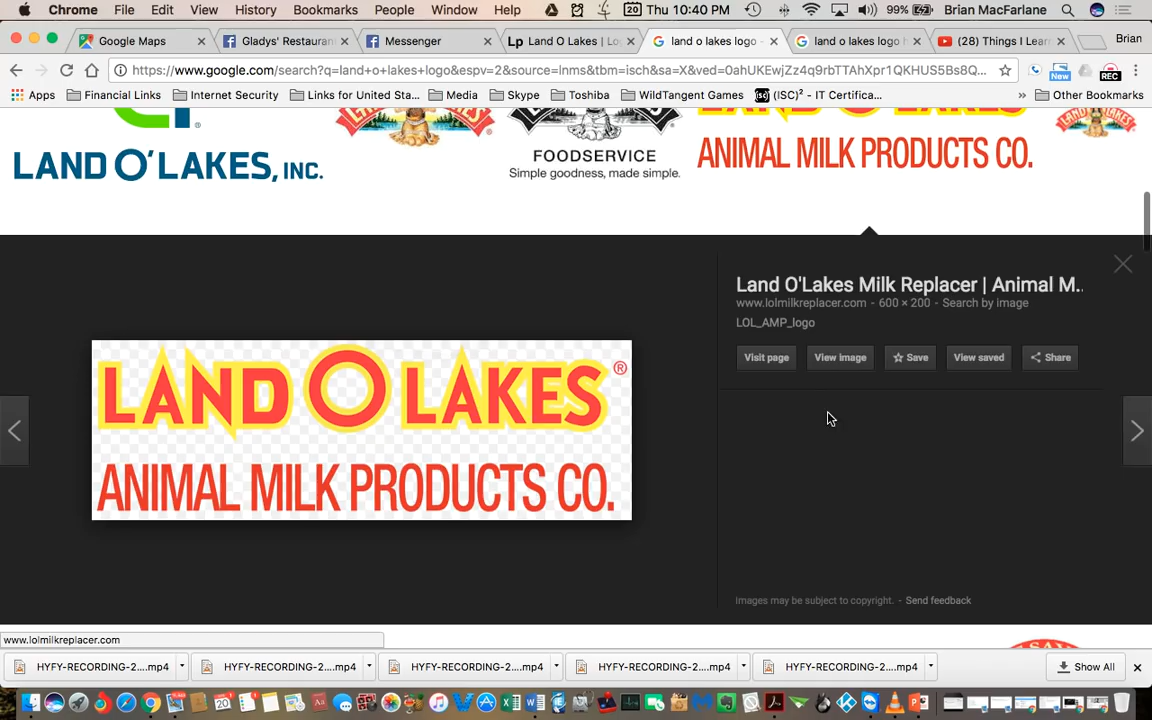 Chrome File Edit View History Bookmarks People Window Help 20 Thu 10:40 PM 99% Brian MacFarlane
Google Maps Gladys' Restauran Messenger Lp Land O Lakes | Lo land o lakes logo - land o lakes logo h (28) Things I Learn Brian
https://www.google.com/search?q=land+o+lakes+logo&espv=2&source=lnms&tbm=isch&sa=X&ved=0ahUKEwjZz4q9rbTTAhXpr1QKHUS5Bs8Q... New REC
Apps Financial Links Internet Security Links for United Sta... Media Skype Toshiba WildTangent Games (ISC)² - IT Certifica... » Other Bookmarks
LAND O'LAKES, INC.
FOODSERVICE
Simple goodness, made simple.
ANIMAL MILK PRODUCTS CO.
Land O'Lakes Milk Replacer | Animal M..
www.lolmilkreplacer.com - 600 × 200 - Search by image
LOL_AMP_logo
Visit page View image Save View saved Share
LAND O LAKES ®
ANIMAL MILK PRODUCTS CO.
Images may be subject to copyright. - Send feedback
www.lolmilkreplacer.com
HYFY-RECORDING-2....mp4 HYFY-RECORDING-2....mp4 HYFY-RECORDING-2....mp4 HYFY-RECORDING-2....mp4 HYFY-RECORDING-2....mp4 Show All